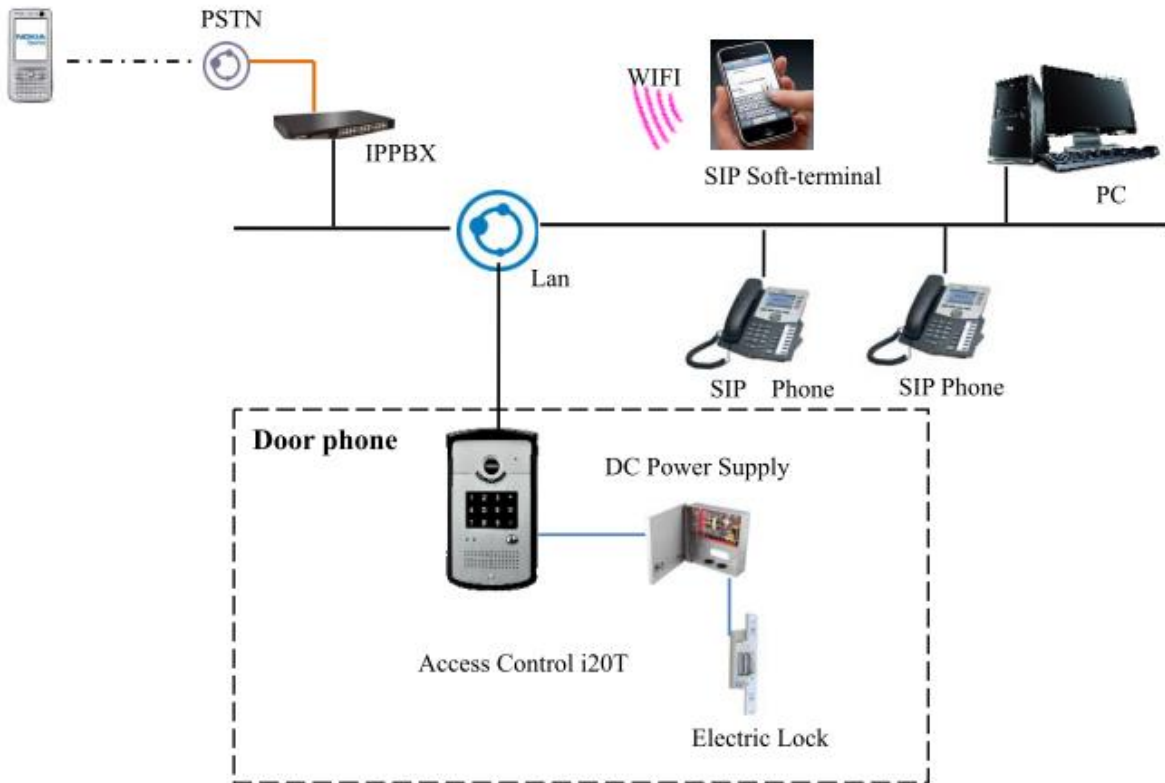 PSTN
NOKIA
WIFI
IPPBX
SIP Soft-terminal
PC
Lan
SIP Phone
SIP Phone
Door phone
DC Power Supply
Access Control i20T
Electric Lock